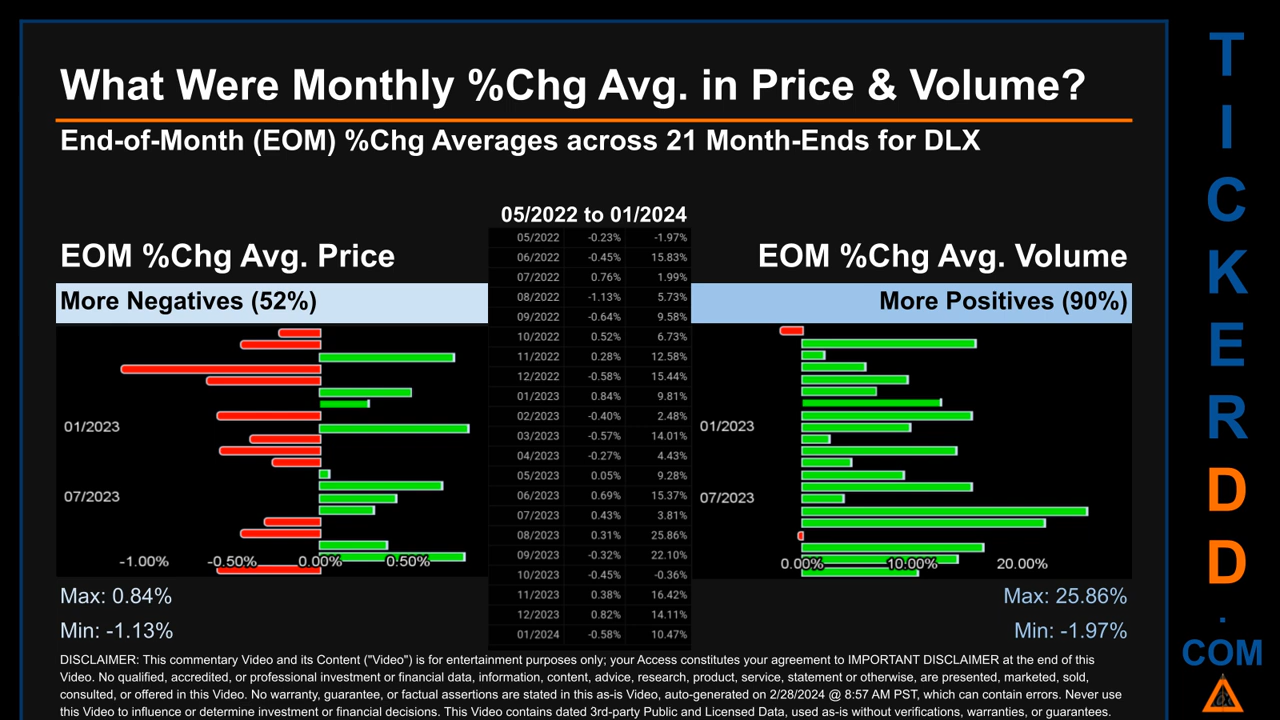 What Were Monthly %Chg Avg. in Price & Volume?
End-of-Month (EOM) %Chg Averages across 21 Month-Ends for DLX
05/2022 to 01/2024
EOM %Chg Avg. Price
EOM %Chg Avg. Volume
More Negatives (52%)
More Positives (90%)
05/2022 -0.23% -1.97%
06/2022 -0.45% 15.83%
07/2022 0.76% 1.99%
08/2022 -1.13% 5.73%
09/2022 -0.64% 9.58%
10/2022 0.52% 6.73%
11/2022 0.28% 12.58%
12/2022 -0.58% 15.44%
01/2023 0.84% 9.81%
02/2023 -0.40% 2.48%
03/2023 -0.57% 14.01%
04/2023 -0.27% 4.43%
05/2023 0.05% 9.28%
06/2023 0.69% 15.37%
07/2023 0.43% 3.81%
08/2023 0.31% 25.86%
09/2023 -0.32% 22.10%
10/2023 -0.45% -0.36%
11/2023 0.38% 16.42%
12/2023 0.82% 14.11%
01/2024 -0.58% 10.47%
01/2023
07/2023
-1.00% -0.50% 0.00% 0.50%
01/2023
07/2023
0.00% 10.00% 20.00%
Max: 0.84%
Min: -1.13%
Max: 25.86%
Min: -1.97%
DISCLAIMER: This commentary Video and its Content ("Video") is for entertainment purposes only; your Access constitutes your agreement to IMPORTANT DISCLAIMER at the end of this
Video. No qualified, accredited, or professional investment or financial data, information, content, advice, research, product, service, statement or otherwise, are presented, marketed, sold,
consulted, or offered in this Video. No warranty, guarantee, or factual assertions are stated in this as-is Video, auto-generated on 2/28/2024 @ 8:57 AM PST, which can contain errors. Never use
this Video to influence or determine investment or financial decisions. This Video contains dated 3rd-party Public and Licensed Data, used as-is without verifications, warranties, or guarantees.
T
I
C
K
E
R
D
D
.
COM